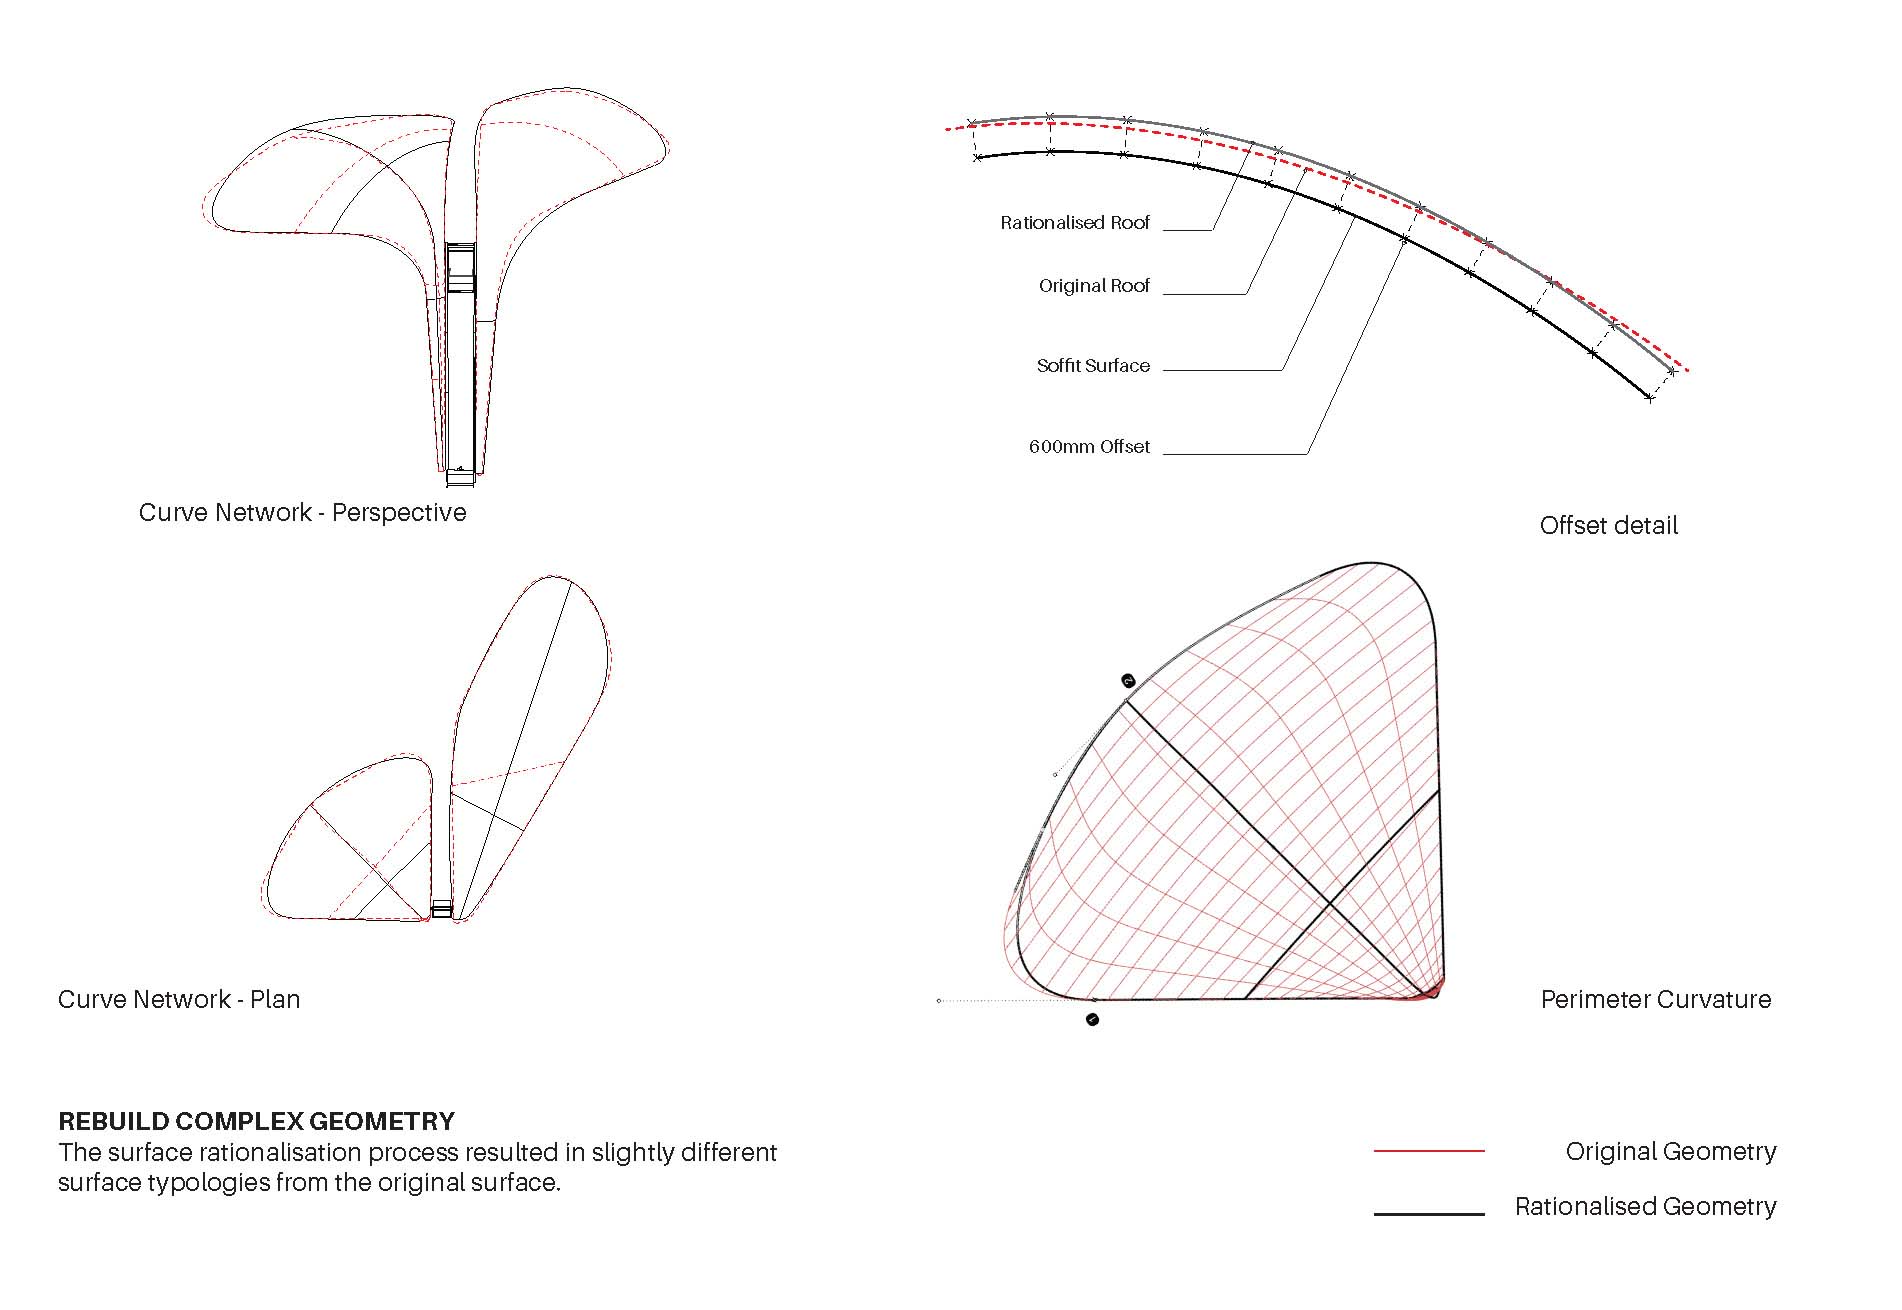 Rationalised Roof
Original Roof
Soffit Surface
600mm Offset
Curve Network - Perspective
Offset detail
2
1
Curve Network - Plan
Perimeter Curvature
REBUILD COMPLEX GEOMETRY
The surface rationalisation process resulted in slightly different
surface typologies from the original surface.
Original Geometry
Rationalised Geometry